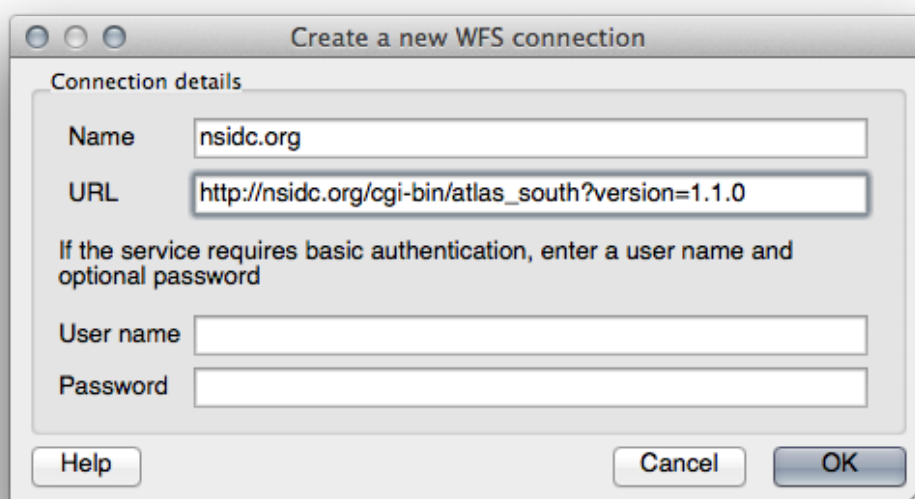 Create a new WFS connection
Connection details
Name nsidc.org
URL http://nsidc.org/cgi-bin/atlas_south?version=1.1.0
If the service requires basic authentication, enter a user name and
optional password
User name
Password
Help Cancel OK